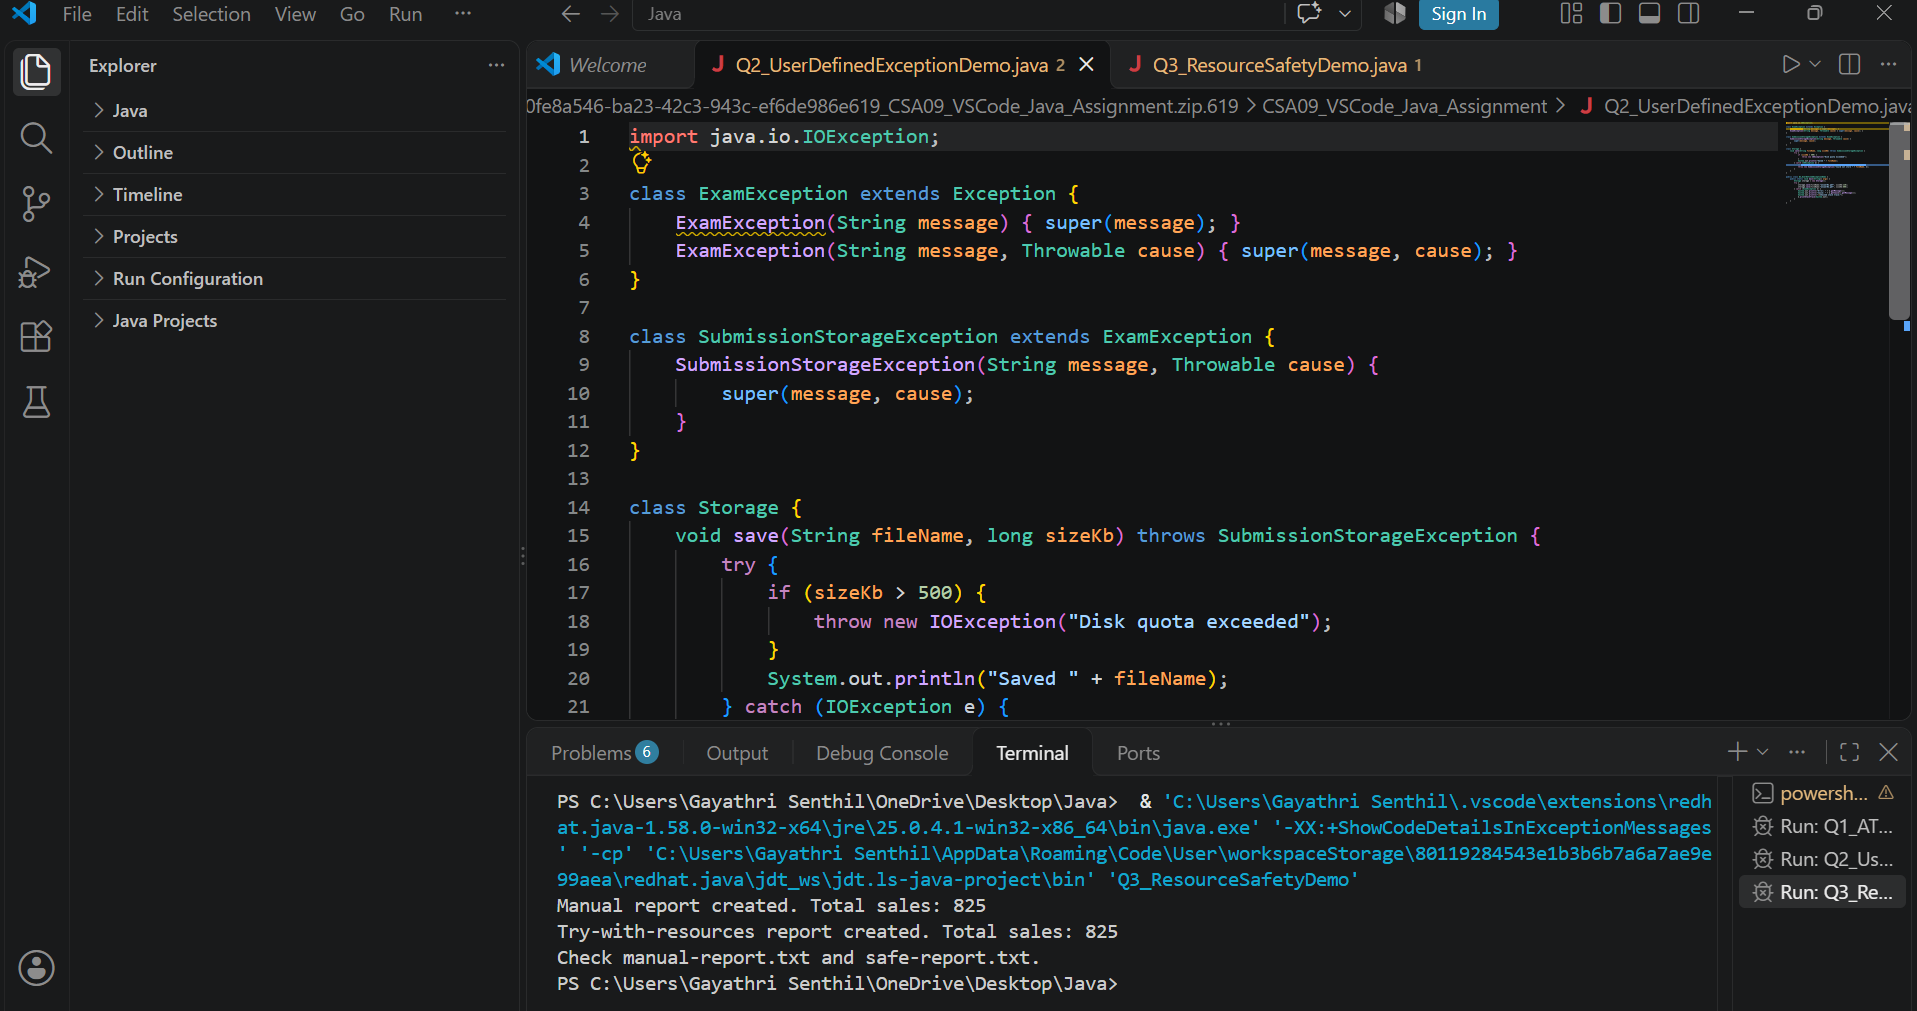 File Edit Selection View Go Run ···
Java
Sign In
Explorer
Java
Outline
Timeline
Projects
Run Configuration
Java Projects
Welcome
Q2_UserDefinedExceptionDemo.java 2
Q3_ResourceSafetyDemo.java 1
0fe8a546-ba23-42c3-943c-ef6de986e619_CSA09_VSCode_Java_Assignment.zip.619 > CSA09_VSCode_Java_Assignment > J Q2_UserDefinedExceptionDemo.java
1 import java.io.IOException;
2
3 class ExamException extends Exception {
4 ExamException(String message) { super(message); }
5 ExamException(String message, Throwable cause) { super(message, cause); }
6 }
7
8 class SubmissionStorageException extends ExamException {
9 SubmissionStorageException(String message, Throwable cause) {
10 super(message, cause);
11 }
12 }
13
14 class Storage {
15 void save(String fileName, long sizeKb) throws SubmissionStorageException {
16 try {
17 if (sizeKb > 500) {
18 throw new IOException("Disk quota exceeded");
19 }
20 System.out.println("Saved " + fileName);
21 } catch (IOException e) {
Problems 6 Output Debug Console Terminal Ports
PS C:\Users\Gayathri Senthil\OneDrive\Desktop\Java>  & 'C:\Users\Gayathri Senthil\.vscode\extensions\redh
at.java-1.58.0-win32-x64\jre\25.0.4.1-win32-x86_64\bin\java.exe' '-XX:+ShowCodeDetailsInExceptionMessages
' '-cp' 'C:\Users\Gayathri Senthil\AppData\Roaming\Code\User\workspaceStorage\80119284543e1b3b6b7a6a7ae9e
99aea\redhat.java\jdt_ws\jdt.ls-java-project\bin' 'Q3_ResourceSafetyDemo'
Manual report created. Total sales: 825
Try-with-resources report created. Total sales: 825
Check manual-report.txt and safe-report.txt.
PS C:\Users\Gayathri Senthil\OneDrive\Desktop\Java>
powersh...
Run: Q1_AT...
Run: Q2_Us...
Run: Q3_Re...